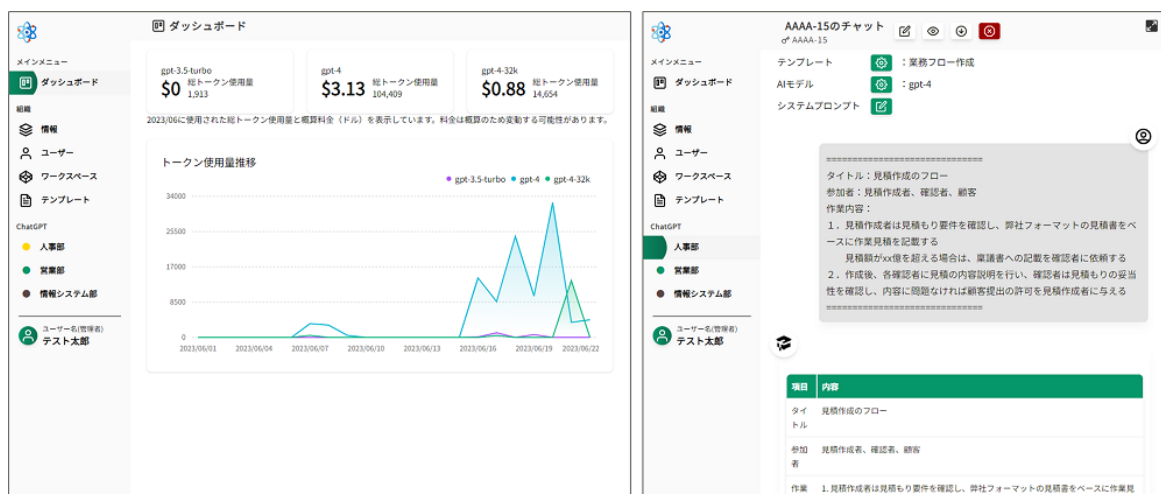 ダッシュボード
メインメニュー
ダッシュボード
組織
情報
ユーザー
ワークスペース
テンプレート
ChatGPT
人事部
営業部
情報システム部
ユーザー名(管理者)
テスト太郎
gpt-3.5-turbo
$0 総トークン使用量
1,913
gpt-4
$3.13 総トークン使用量
104,409
gpt-4-32k
$0.88 総トークン使用量
14,654
2023/06に使用された総トークン使用量と概算料金（ドル）を表示しています。料金は概算のため変動する可能性があります。
トークン使用量推移
gpt-3.5-turbo gpt-4 gpt-4-32k
34000
25500
17000
8500
0
2023/06/01 2023/06/04 2023/06/07 2023/06/10 2023/06/13 2023/06/16 2023/06/19 2023/06/22
メインメニュー
ダッシュボード
組織
情報
ユーザー
ワークスペース
テンプレート
ChatGPT
人事部
営業部
情報システム部
ユーザー名(管理者)
テスト太郎
AAAA-15のチャット
AAAA-15
テンプレート ：業務フロー作成
AIモデル ：gpt-4
システムプロンプト
==============================
タイトル：見積作成のフロー
参加者：見積作成者、確認者、顧客
作業内容：
１．見積作成者は見積もり要件を確認し、弊社フォーマットの見積書をベ
ースに作業見積を記載する
見積額がxx億を超える場合は、稟議書への記載を確認者に依頼する
２．作成後、各確認者に見積の内容説明を行い、確認者は見積もりの妥当
性を確認し、内容に問題なければ顧客提出の許可を見積作成者に与える
==============================
項目 内容
タイ 見積作成のフロー
トル
参加 見積作成者、確認者、顧客
者
作業 1. 見積作成者は見積もり要件を確認し、弊社フォーマットの見積書をベースに作業見